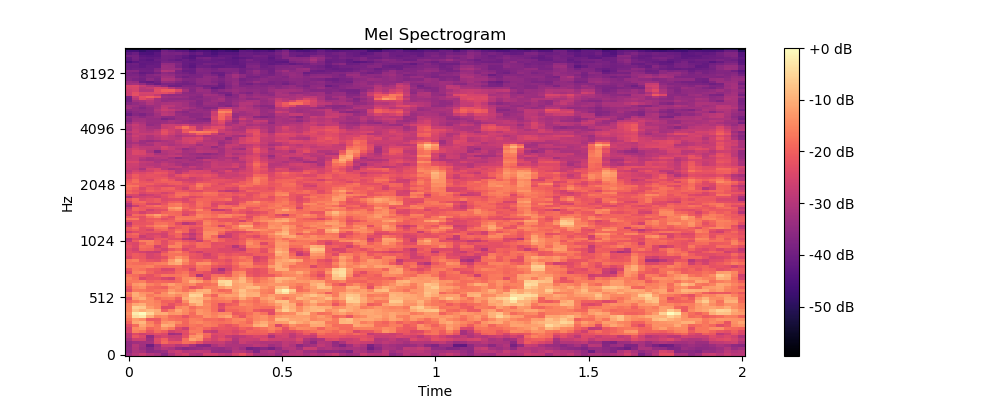 Mel Spectrogram
8192
4096
2048
1024
512
0
Hz
0
0.5
1
1.5
2
Time
+0 dB
-10 dB
-20 dB
-30 dB
-40 dB
-50 dB